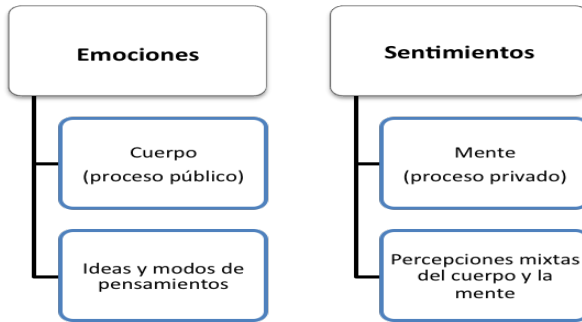 Emociones
Cuerpo
(proceso público)
Ideas y modos de
pensamientos
Sentimientos
Mente
(proceso privado)
Percepciones mixtas
del cuerpo y la
mente